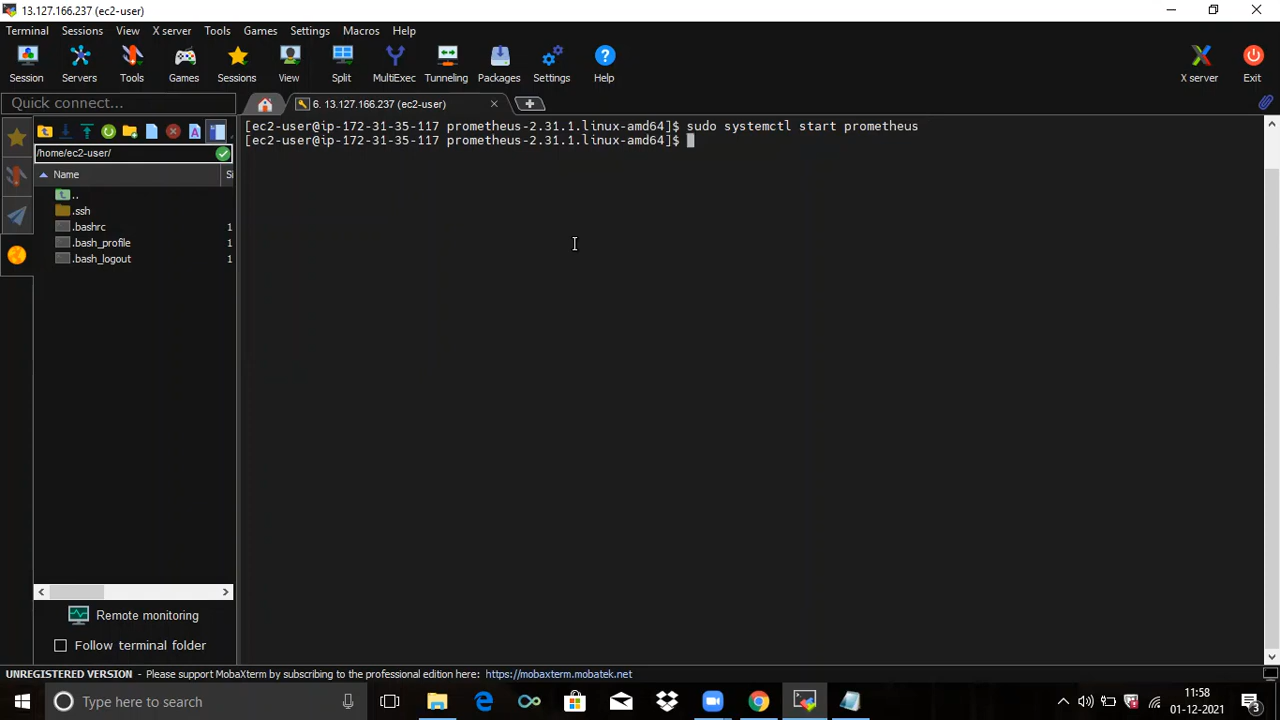 13.127.166.237 (ec2-user)
Terminal Sessions View X server Tools Games Settings Macros Help
Session Servers Tools Games Sessions View Split MultiExec Tunneling Packages Settings Help X server Exit
Quick connect...
6. 13.127.166.237 (ec2-user)
/home/ec2-user/
Name Si
..
.ssh
.bashrc 1
.bash_profile 1
.bash_logout 1
[ec2-user@ip-172-31-35-117 prometheus-2.31.1.linux-amd64]$ sudo systemctl start prometheus
[ec2-user@ip-172-31-35-117 prometheus-2.31.1.linux-amd64]$
Remote monitoring
Follow terminal folder
UNREGISTERED VERSION - Please support MobaXterm by subscribing to the professional edition here: https://mobaxterm.mobatek.net
Type here to search
11:58
01-12-2021
3